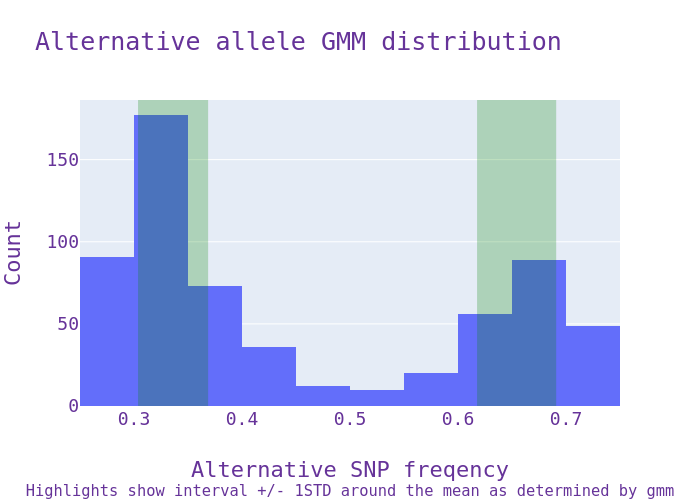 Alternative allele GMM distribution
Count
150
100
50
0
0.3 0.4 0.5 0.6 0.7
Alternative SNP freqency
Highlights show interval +/- 1STD around the mean as determined by gmm